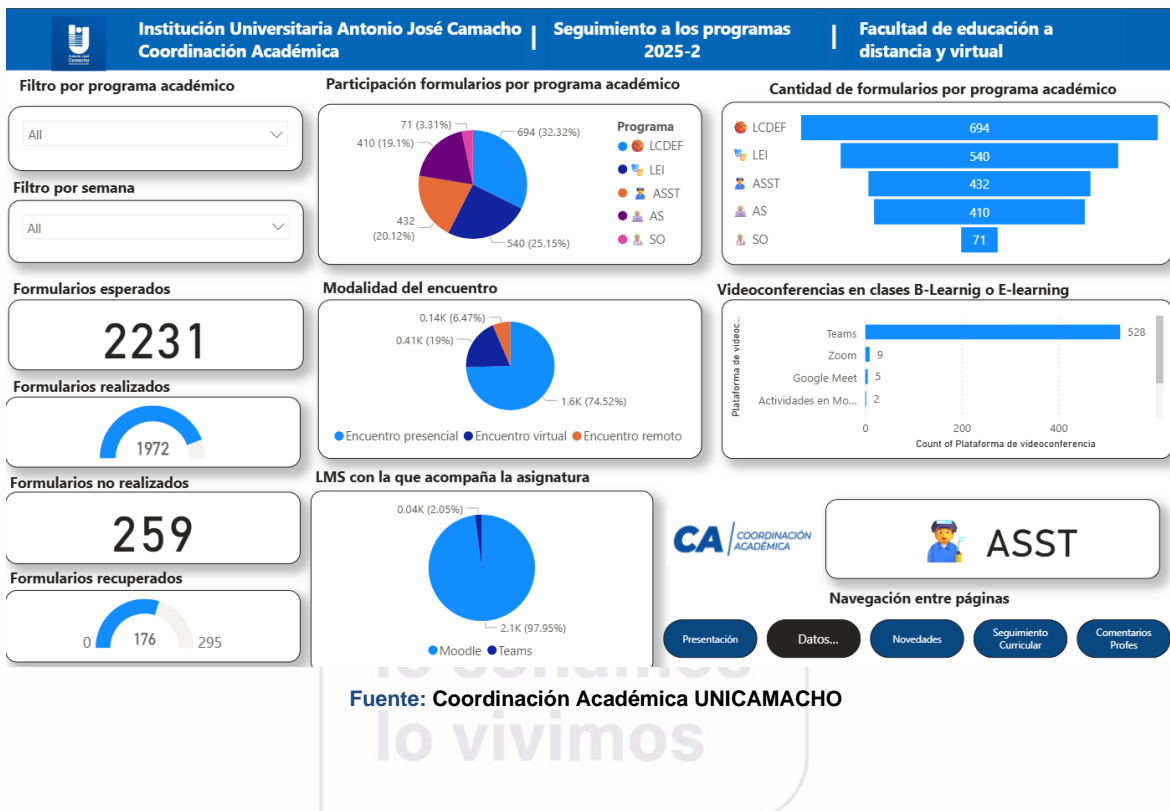 Institución Universitaria Antonio José Camacho
Coordinación Académica
Seguimiento a los programas
2025-2
Facultad de educación a
distancia y virtual
Filtro por programa académico
All
Filtro por semana
All
Formularios esperados
2231
Formularios realizados
1972
Formularios no realizados
259
Formularios recuperados
0
176
295
Participación formularios por programa académico
71 (3.31%)
694 (32.32%)
410 (19.1%)
432
(20.12%)
540 (25.15%)
Programa
LCDEF
LEI
ASST
AS
SO
Cantidad de formularios por programa académico
LCDEF 694
LEI 540
ASST 432
AS 410
SO 71
Modalidad del encuentro
0.14K (6.47%)
0.41K (19%)
1.6K (74.52%)
Encuentro presencial Encuentro virtual Encuentro remoto
Videoconferencias en clases B-Learnig o E-learning
Plataforma de videoc...
Teams 528
Zoom 9
Google Meet 5
Actividades en Mo... 2
0 200 400
Count of Plataforma de videoconferencia
LMS con la que acompaña la asignatura
0.04K (2.05%)
2.1K (97.95%)
Moodle Teams
CA COORDINACIÓN
ACADÉMICA
ASST
Navegación entre páginas
Presentación
Datos...
Novedades
Seguimiento
Curricular
Comentarios
Profes
Fuente: Coordinación Académica UNICAMACHO
lo vivimos